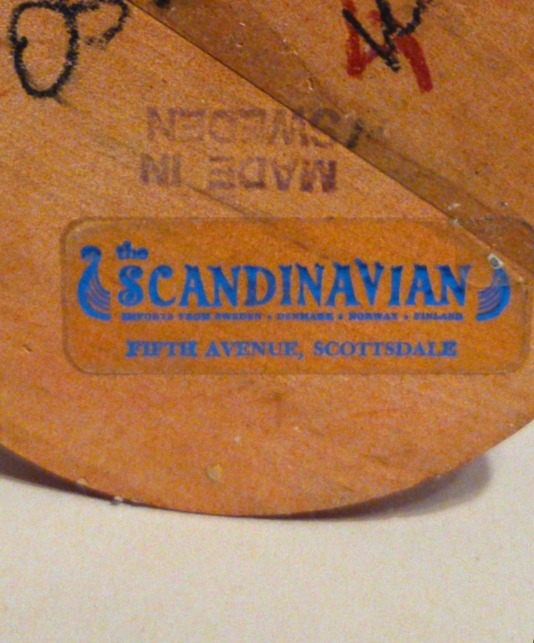 MADE IN
SWEDEN
the
SCANDINAVIAN
IMPORTS FROM SWEDEN • DENMARK • NORWAY • FINLAND
FIFTH AVENUE, SCOTTSDALE